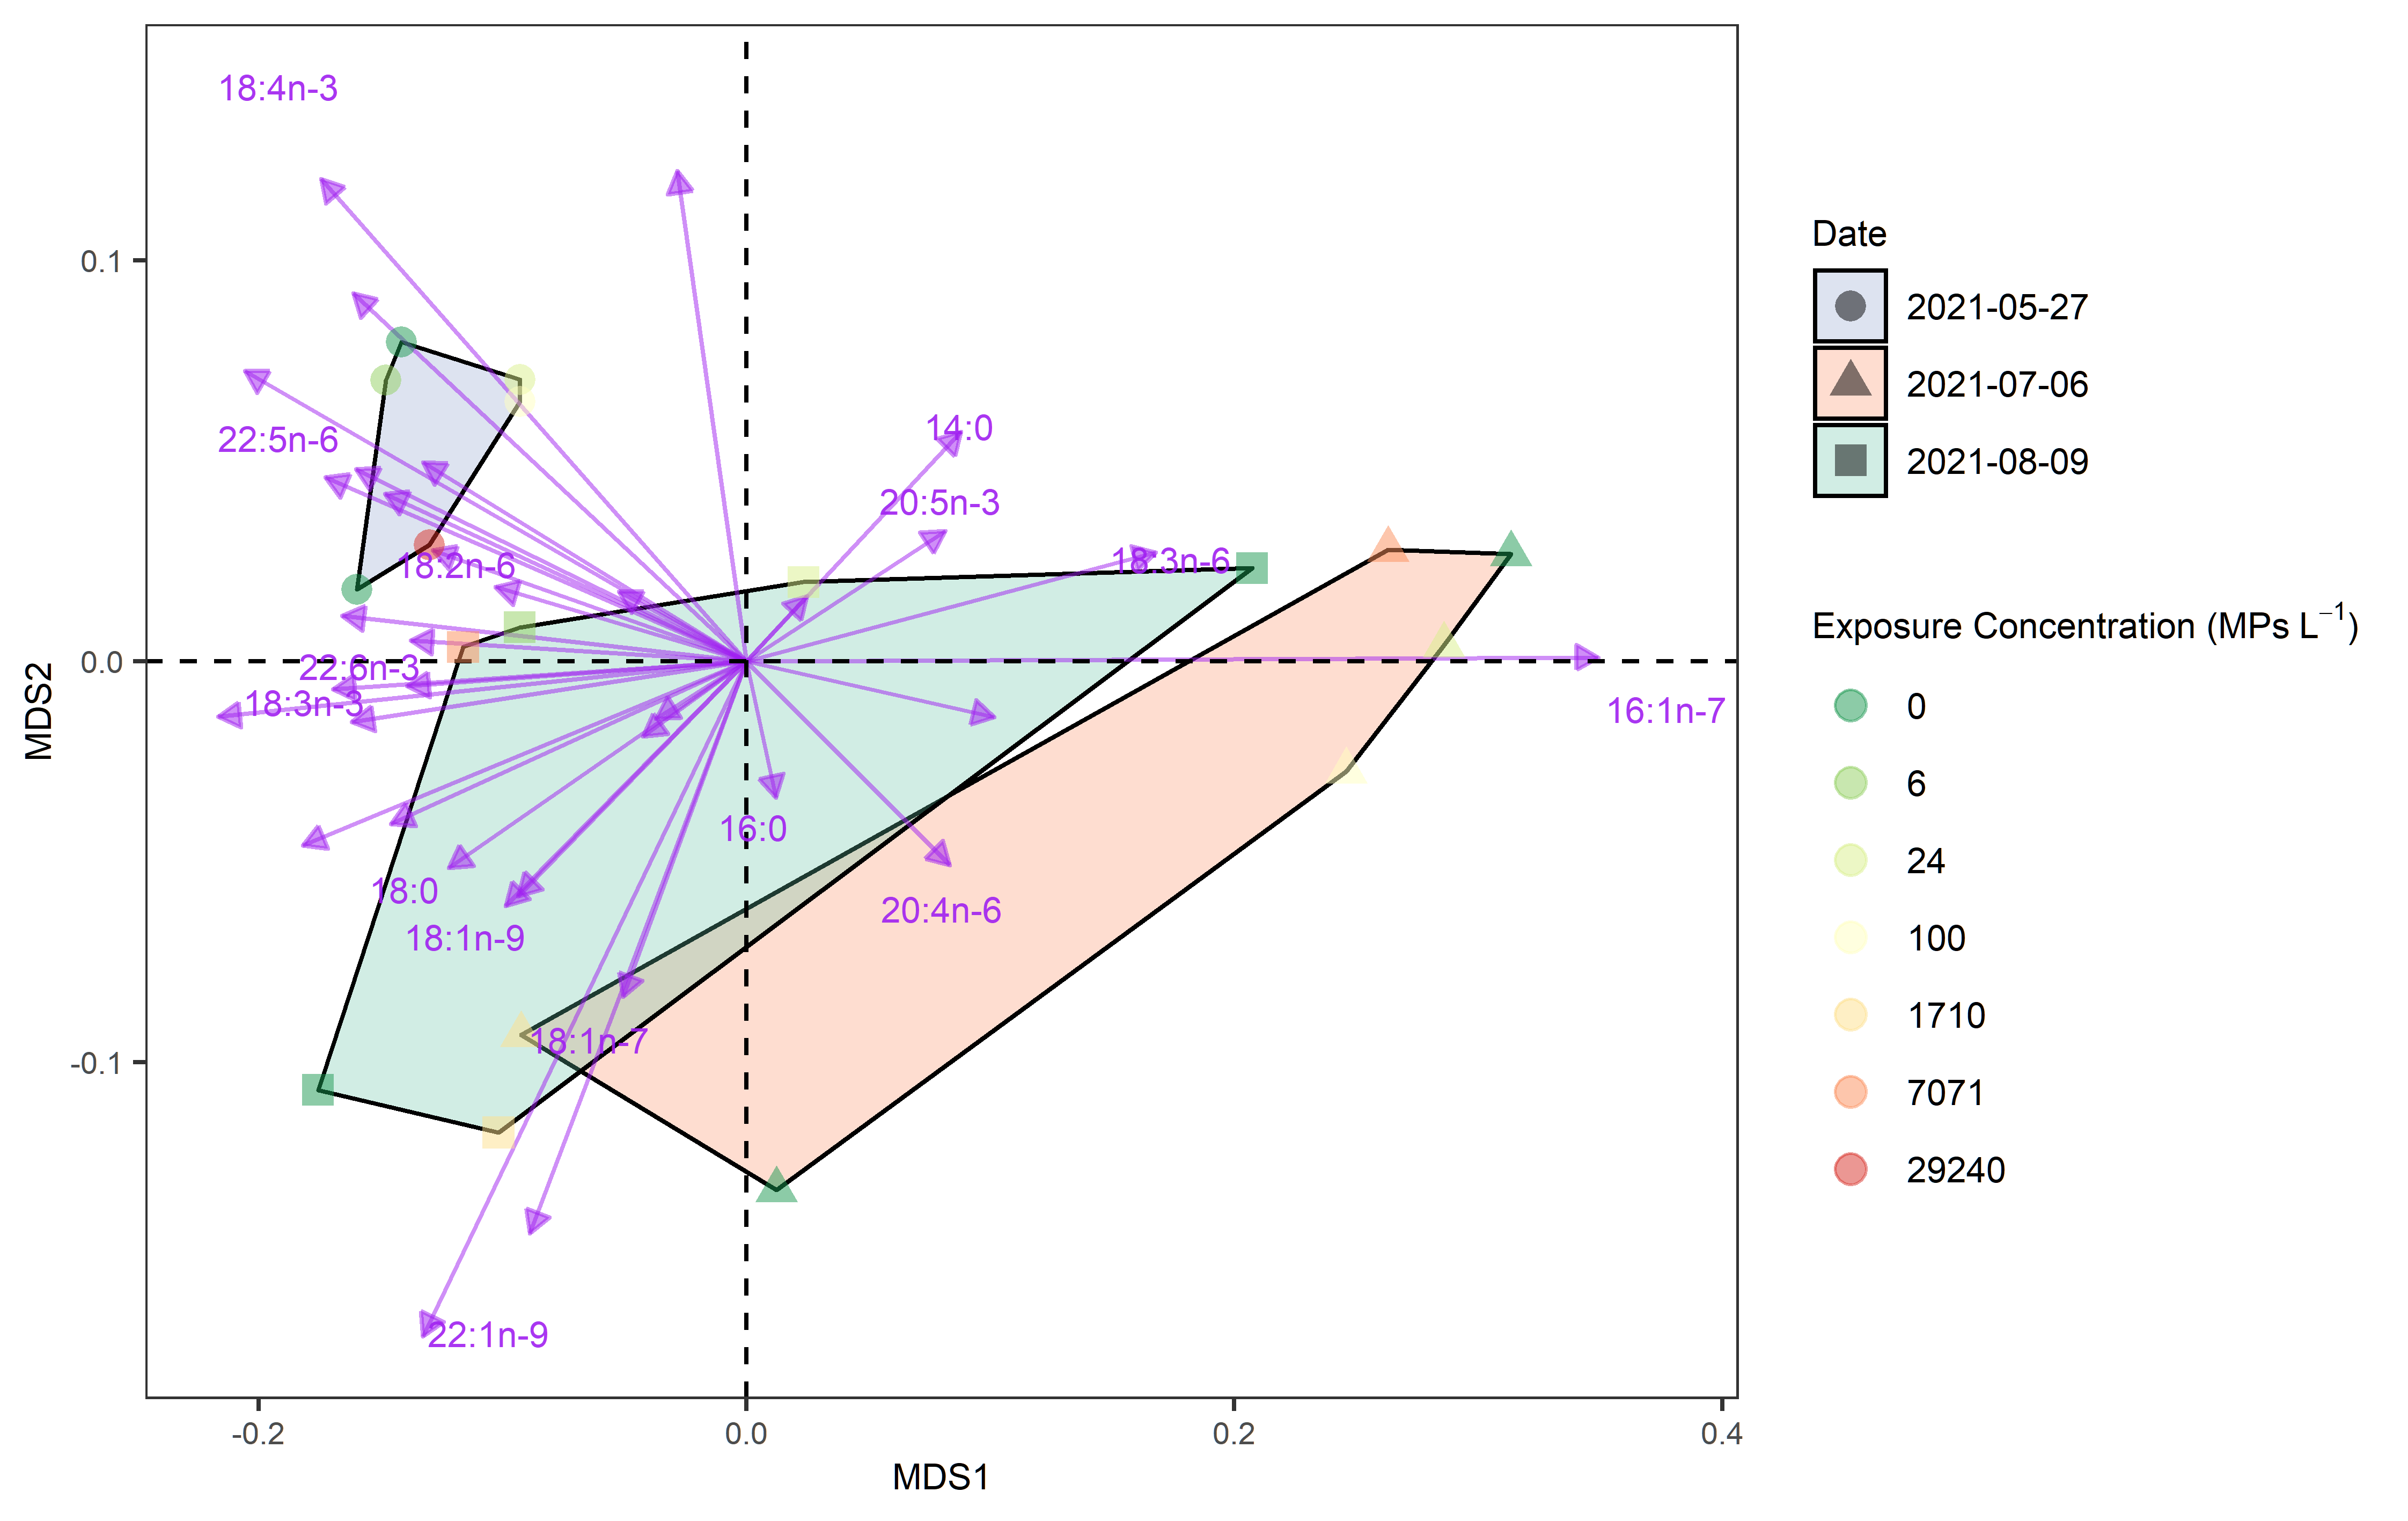 18:4n-3
0.1
22:5n-6
14:0
20:5n-3
18:2n-6
18:3n-6
0.0
22:6n-3
18:3n-3
16:1n-7
16:0
18:0
20:4n-6
18:1n-9
18:1n-7
-0.1
22:1n-9
-0.2
0.0
0.2
0.4
MDS1
MDS2
Date
2021-05-27
2021-07-06
2021-08-09
Exposure Concentration (MPs L⁻¹)
0
6
24
100
1710
7071
29240